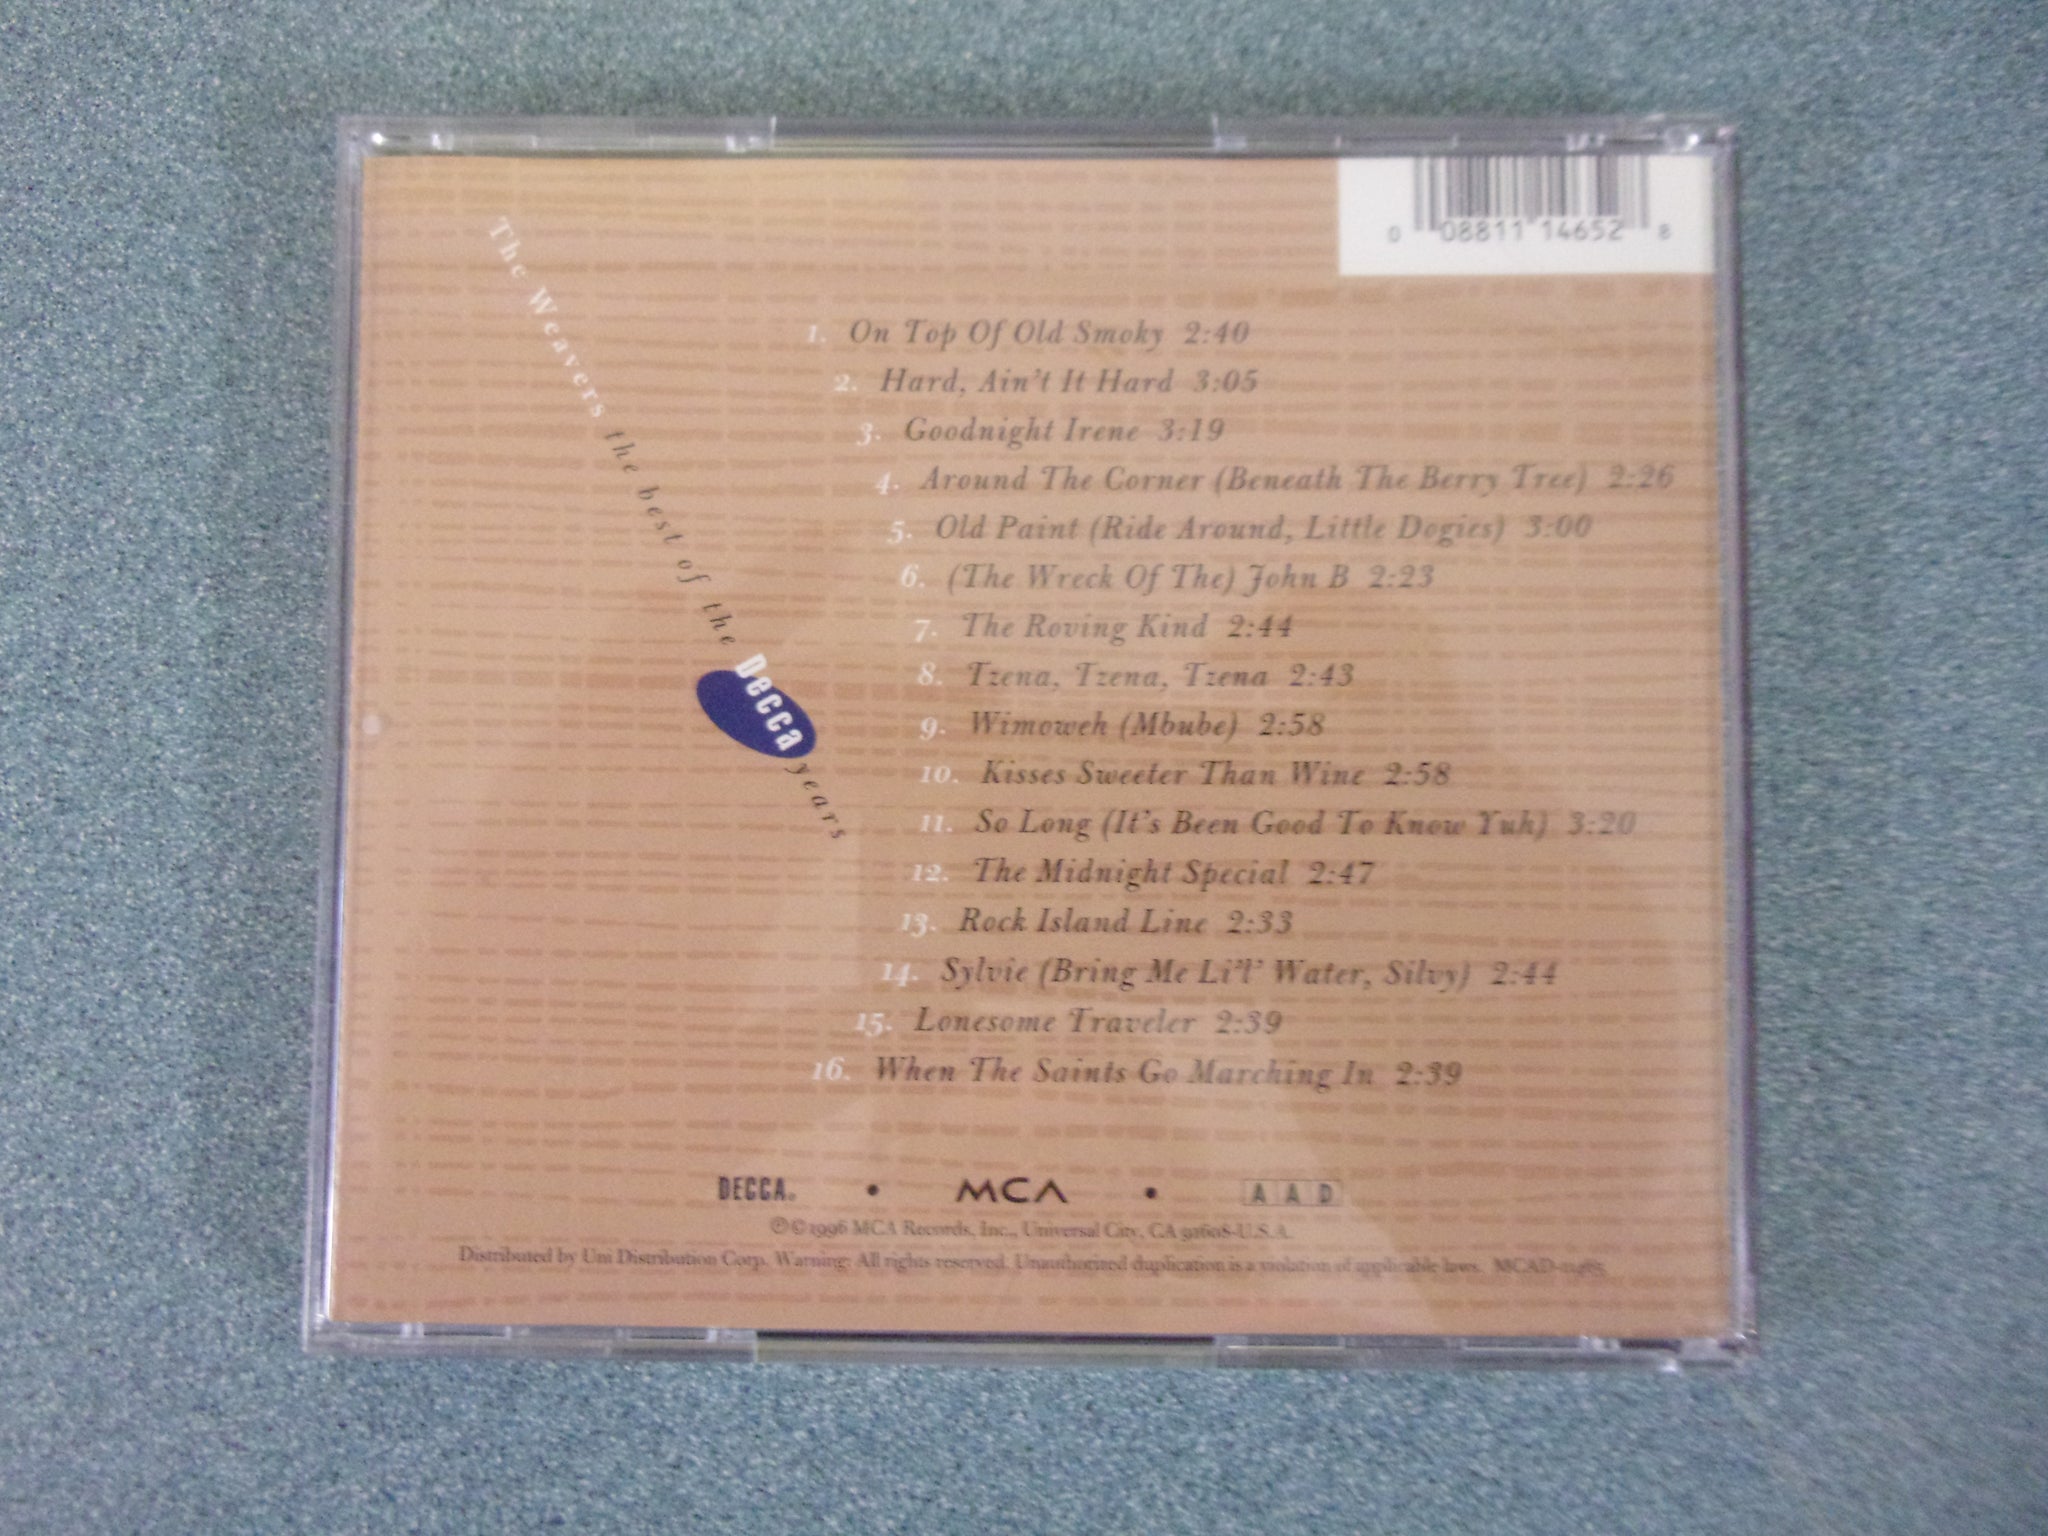 0 08811 14652 8
The Weavers the best of the Decca years
1. On Top Of Old Smoky 2:40
2. Hard, Ain't It Hard 3:05
3. Goodnight Irene 3:19
4. Around The Corner (Beneath The Berry Tree) 2:26
5. Old Paint (Ride Around, Little Dogies) 3:00
6. (The Wreck Of The) John B 2:23
7. The Roving Kind 2:44
8. Tzena, Tzena, Tzena 2:43
9. Wimoweh (Mbube) 2:58
10. Kisses Sweeter Than Wine 2:58
11. So Long (It's Been Good To Know Yuh) 3:20
12. The Midnight Special 2:47
13. Rock Island Line 2:33
14. Sylvie (Bring Me Li'l' Water, Silvy) 2:44
15. Lonesome Traveler 2:39
16. When The Saints Go Marching In 2:39
DECCA® • MCA • AAD
℗©1996 MCA Records, Inc., Universal City, CA 91608-U.S.A.
Distributed by Uni Distribution Corp. Warning: All rights reserved. Unauthorized duplication is a violation of applicable laws. MCAD-11465